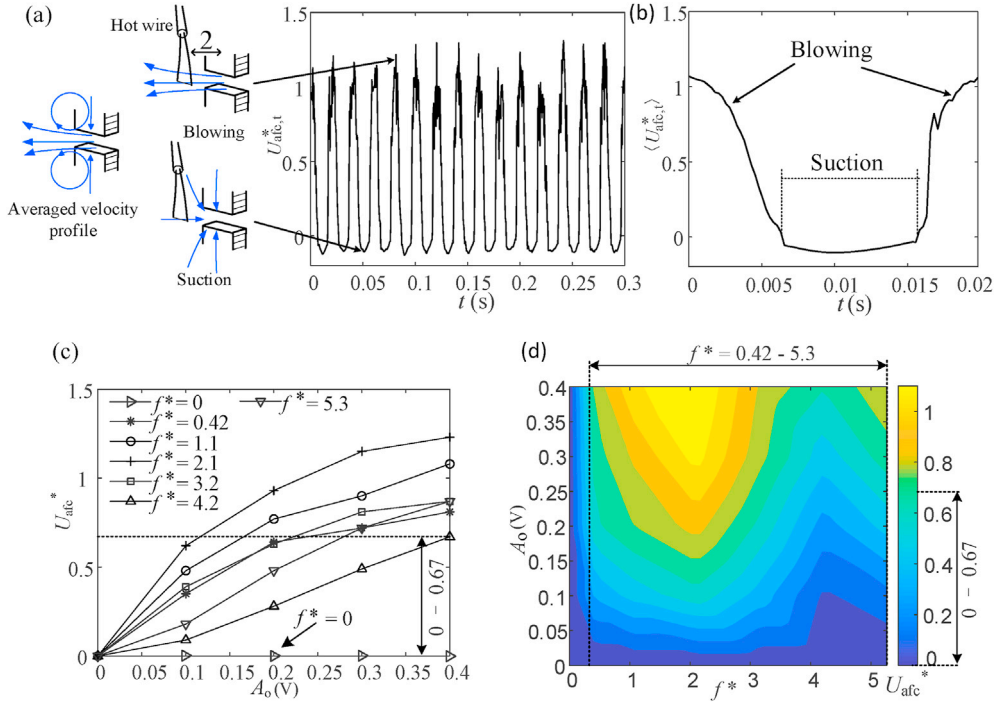 (a)
Hot wire
2
Blowing
Averaged velocity
profile
Suction
U*afc,t
1.5
1
0.5
0
0 0.05 0.1 0.15 0.2 0.25 0.3
t (s)
(b)
⟨U*afc,t⟩
1.5
1
0.5
0
Blowing
Suction
0 0.005 0.01 0.015 0.02
t (s)
(c)
Uafc*
1.5
1
0.5
0
f* = 0
f* = 0.42
f* = 1.1
f* = 2.1
f* = 3.2
f* = 4.2
f* = 5.3
f* = 0
0 – 0.67
0 0.05 0.10 0.15 0.2 0.25 0.30 0.35 0.4
Ao (V)
(d)
f* = 0.42 - 5.3
Ao (V)
0.4
0.35
0.3
0.25
0.2
0.15
0.1
0.05
0
0 1 2 3 4 5
f*
1
0.8
0.6
0.4
0.2
0
Uafc*
0 – 0.67